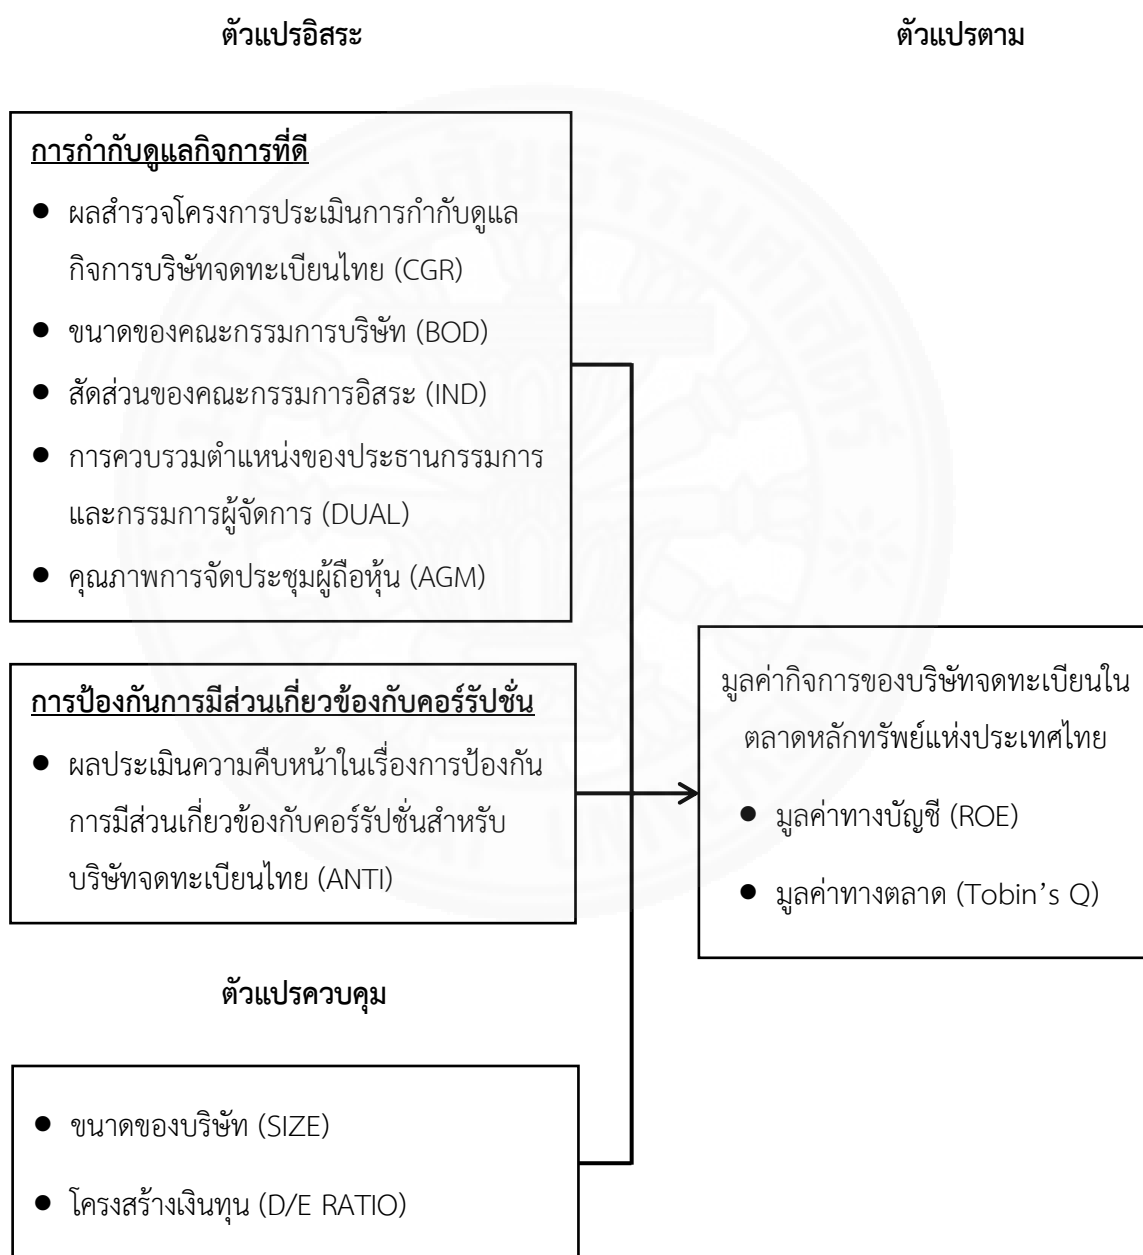 ตัวแปรอิสระ
ตัวแปรตาม
การกำกับดูแลกิจการที่ดี
● ผลสำรวจโครงการประเมินการกำกับดูแล
กิจการบริษัทจดทะเบียนไทย (CGR)
● ขนาดของคณะกรรมการบริษัท (BOD)
● สัดส่วนของคณะกรรมการอิสระ (IND)
● การควบรวมตำแหน่งของประธานกรรมการ
และกรรมการผู้จัดการ (DUAL)
● คุณภาพการจัดประชุมผู้ถือหุ้น (AGM)
การป้องกันการมีส่วนเกี่ยวข้องกับคอร์รัปชั่น
● ผลประเมินความคืบหน้าในเรื่องการป้องกัน
การมีส่วนเกี่ยวข้องกับคอร์รัปชั่นสำหรับ
บริษัทจดทะเบียนไทย (ANTI)
มูลค่ากิจการของบริษัทจดทะเบียนใน
ตลาดหลักทรัพย์แห่งประเทศไทย
● มูลค่าทางบัญชี (ROE)
● มูลค่าทางตลาด (Tobin’s Q)
ตัวแปรควบคุม
● ขนาดของบริษัท (SIZE)
● โครงสร้างเงินทุน (D/E RATIO)